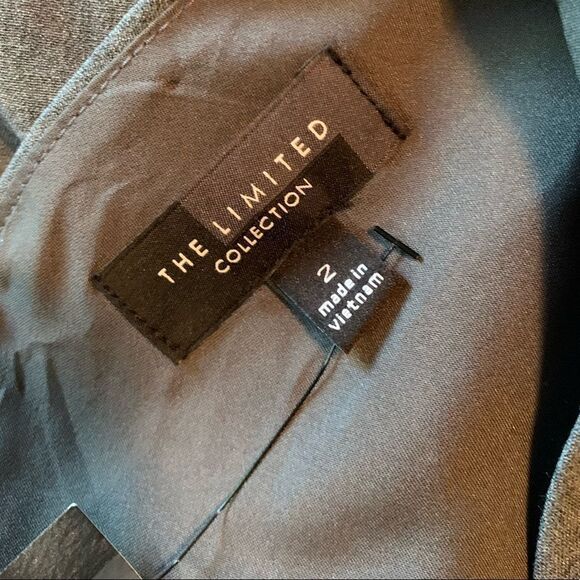 THE LIMITED
COLLECTION
2
made in
vietnam